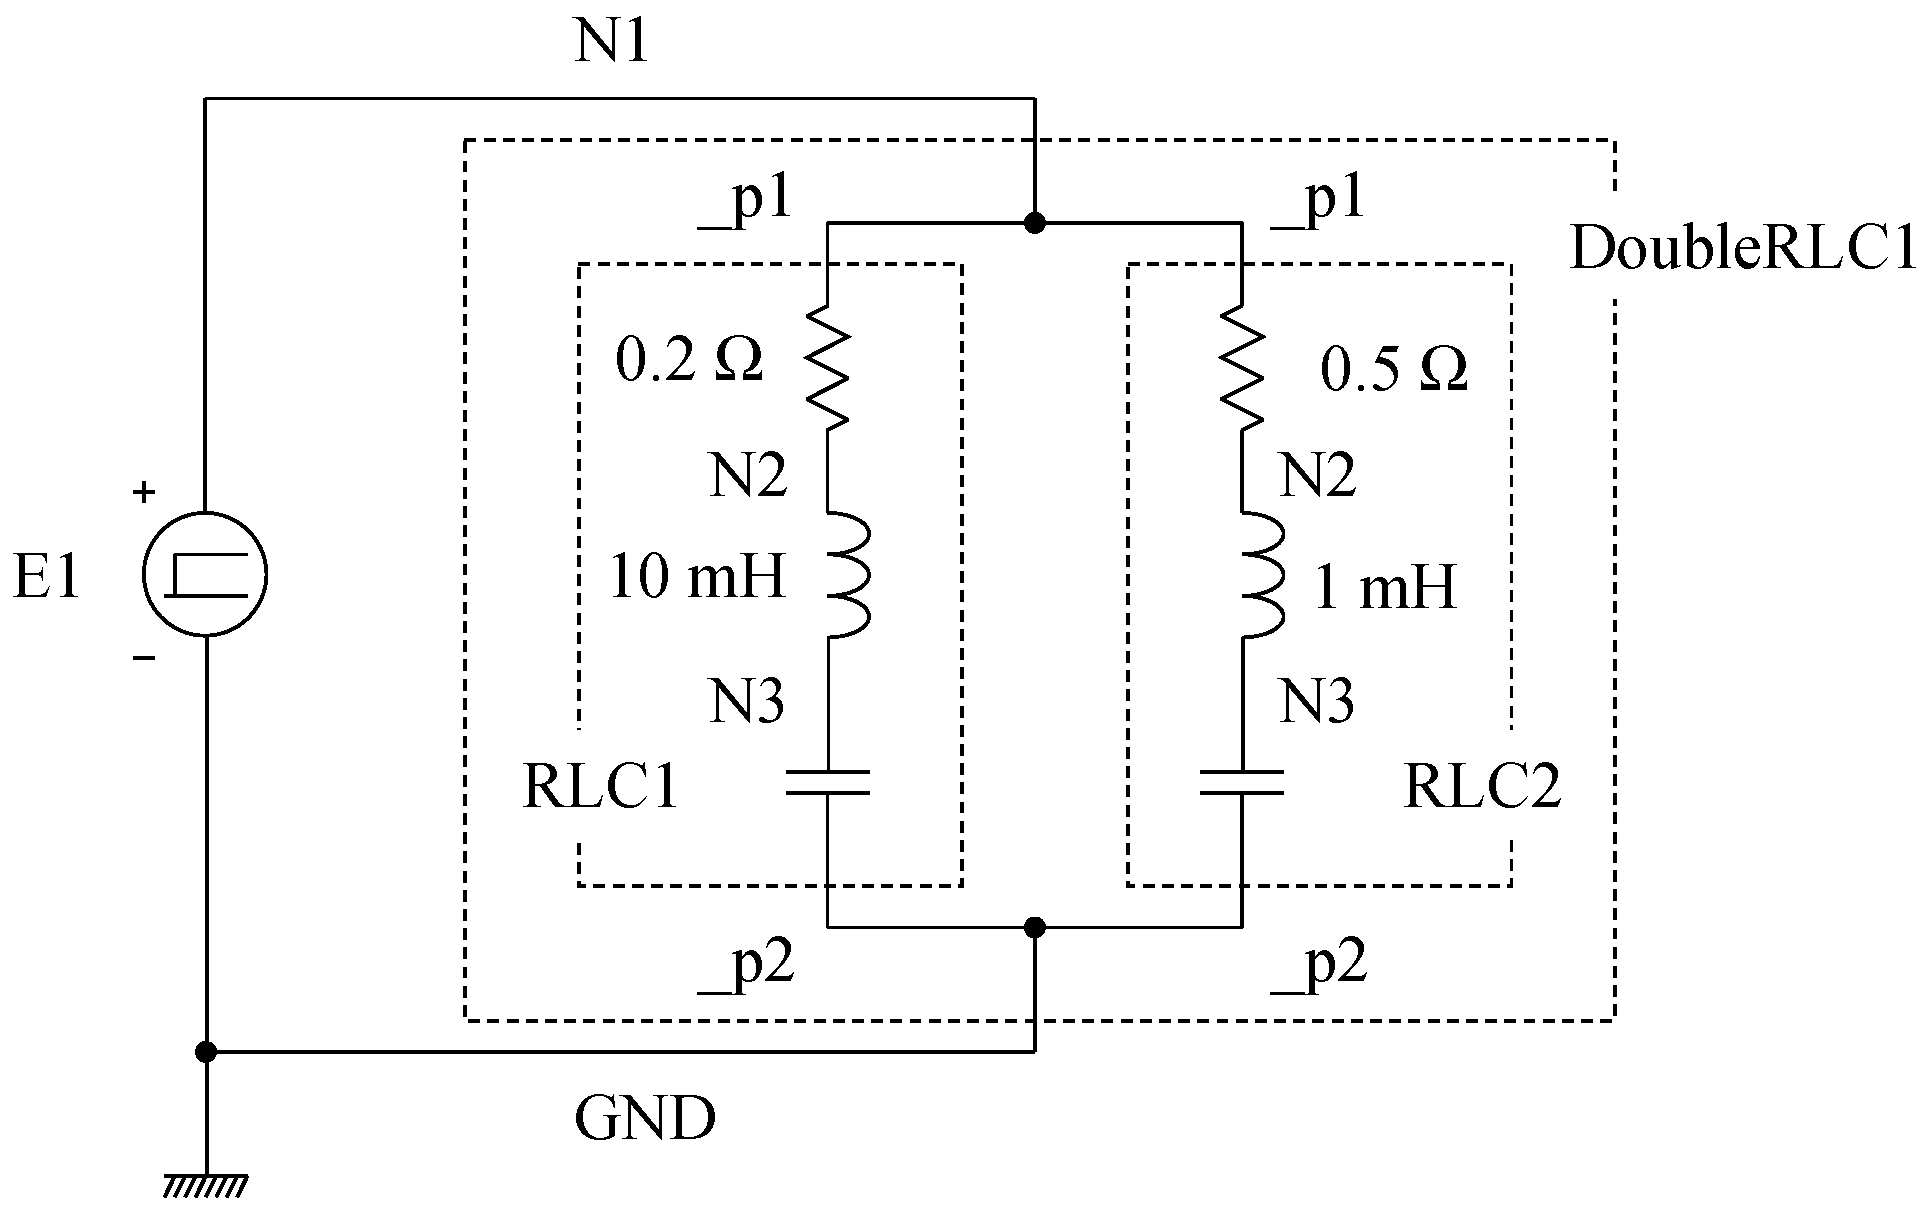 N1
_p1
_p1
DoubleRLC1
0.2 Ω
0.5 Ω
N2
N2
+
E1
10 mH
1 mH
−
N3
N3
RLC1
RLC2
_p2
_p2
GND